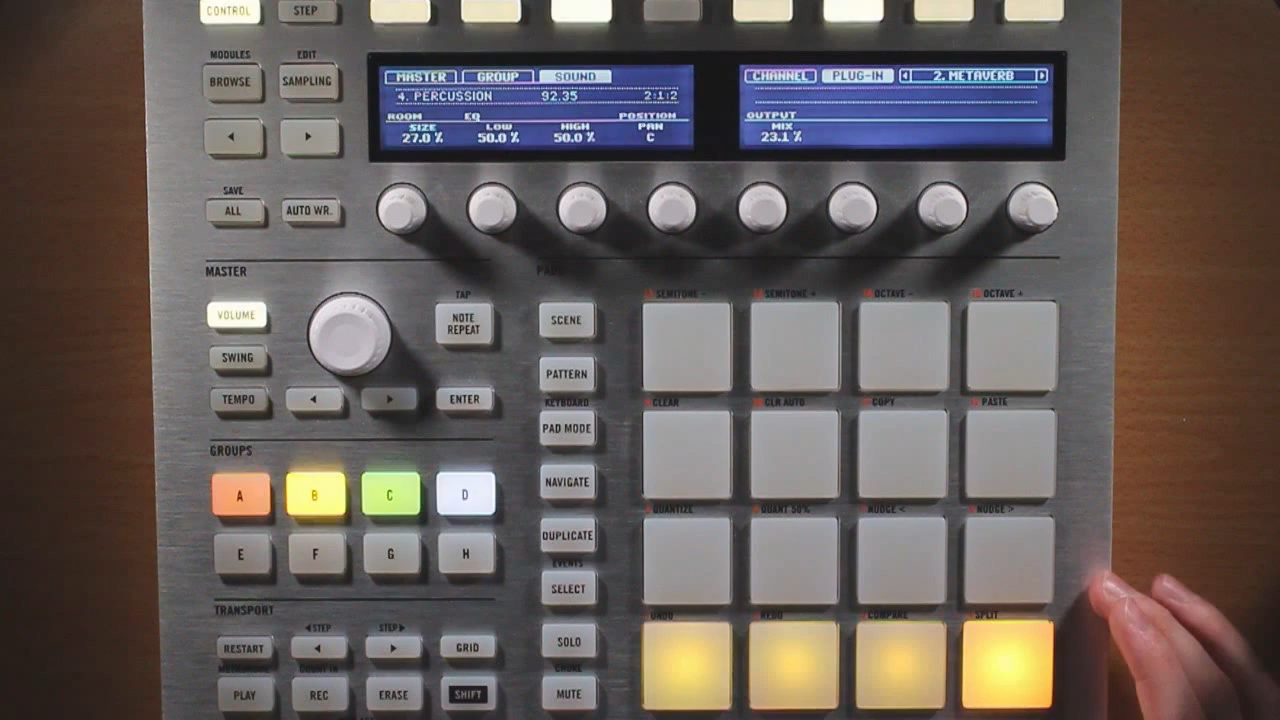 CONTROL STEP
MODULES EDIT
BROWSE SAMPLING
MASTER GROUP SOUND
4. PERCUSSION 92.35 2:1:2
ROOM EQ POSITION
SIZE LOW HIGH PAN
27.0 % 50.0 % 50.0 % C
CHANNEL PLUG-IN 2. METAVERB
OUTPUT
MIX
23.1 %
SAVE
ALL AUTO WR.
MASTER
VOLUME
SWING
TEMPO
TAP
NOTE
REPEAT
ENTER
GROUPS
A B C D
E F G H
TRANSPORT
STEP STEP
RESTART GRID
PLAY REC ERASE SHIFT
SCENE
PATTERN
KEYBOARD
PAD MODE
NAVIGATE
DUPLICATE
EVENTS
SELECT
SOLO
MUTE
SEMITONE - SEMITONE + OCTAVE - OCTAVE +
CLEAR CLR AUTO COPY PASTE
QUANTIZE QUANT 50% NUDGE < NUDGE >
UNDO REDO COMPARE SPLIT